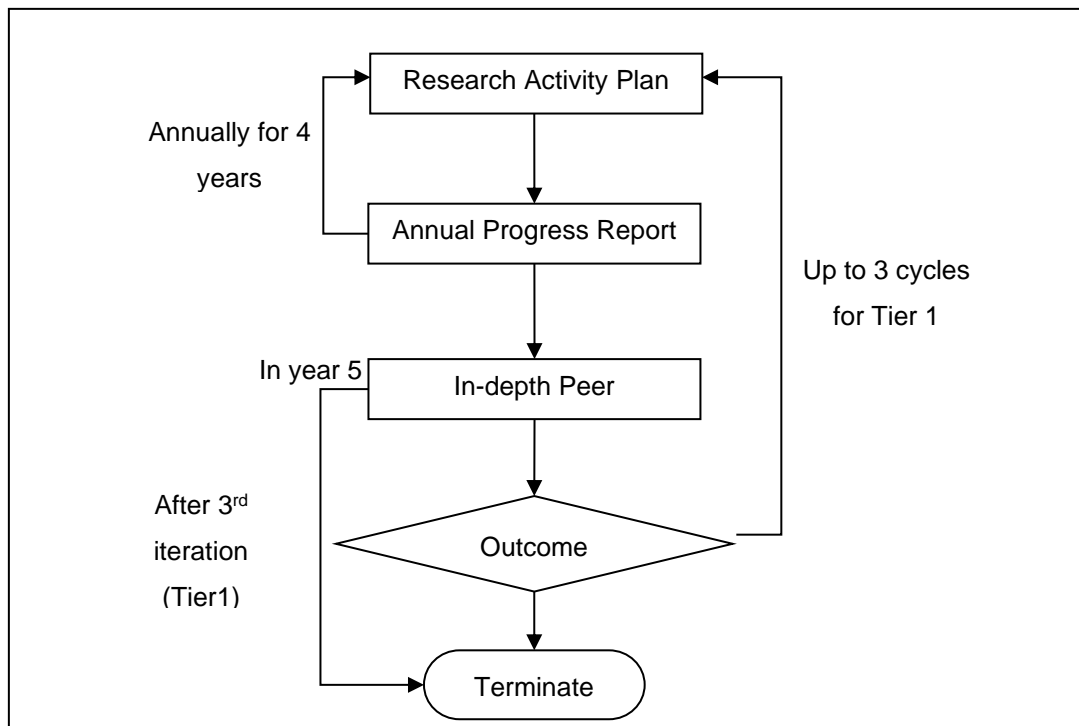 Research Activity Plan
Annually for 4
years
Annual Progress Report
Up to 3 cycles
for Tier 1
In year 5
In-depth Peer
After 3rd
iteration
(Tier1)
Outcome
Terminate